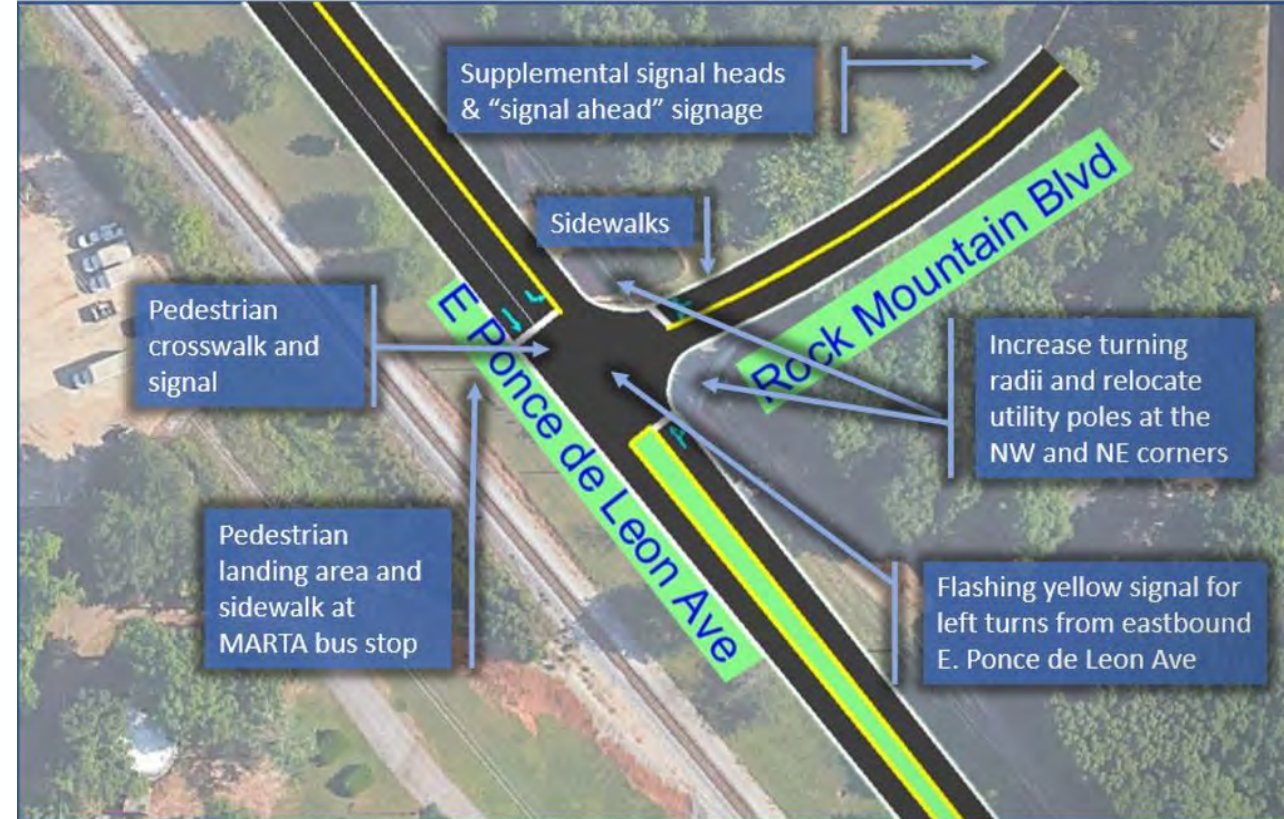 Supplemental signal heads
& “signal ahead” signage
Sidewalks
Rock Mountain Blvd
Pedestrian
crosswalk and
signal
E Ponce de Leon Ave
Increase turning
radii and relocate
utility poles at the
NW and NE corners
Pedestrian
landing area and
sidewalk at
MARTA bus stop
Flashing yellow signal for
left turns from eastbound
E. Ponce de Leon Ave